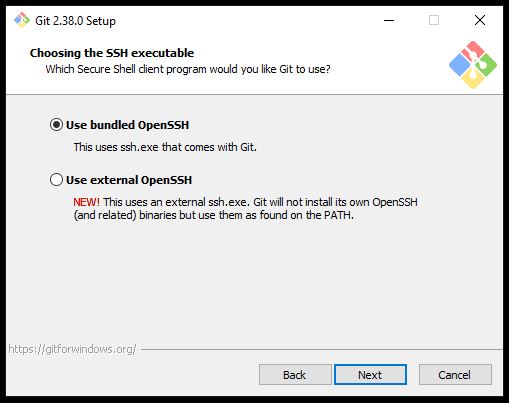 Git 2.38.0 Setup
Choosing the SSH executable
Which Secure Shell client program would you like Git to use?
Use bundled OpenSSH
This uses ssh.exe that comes with Git.
Use external OpenSSH
NEW! This uses an external ssh.exe. Git will not install its own OpenSSH
(and related) binaries but use them as found on the PATH.
https://gitforwindows.org/
Back Next Cancel